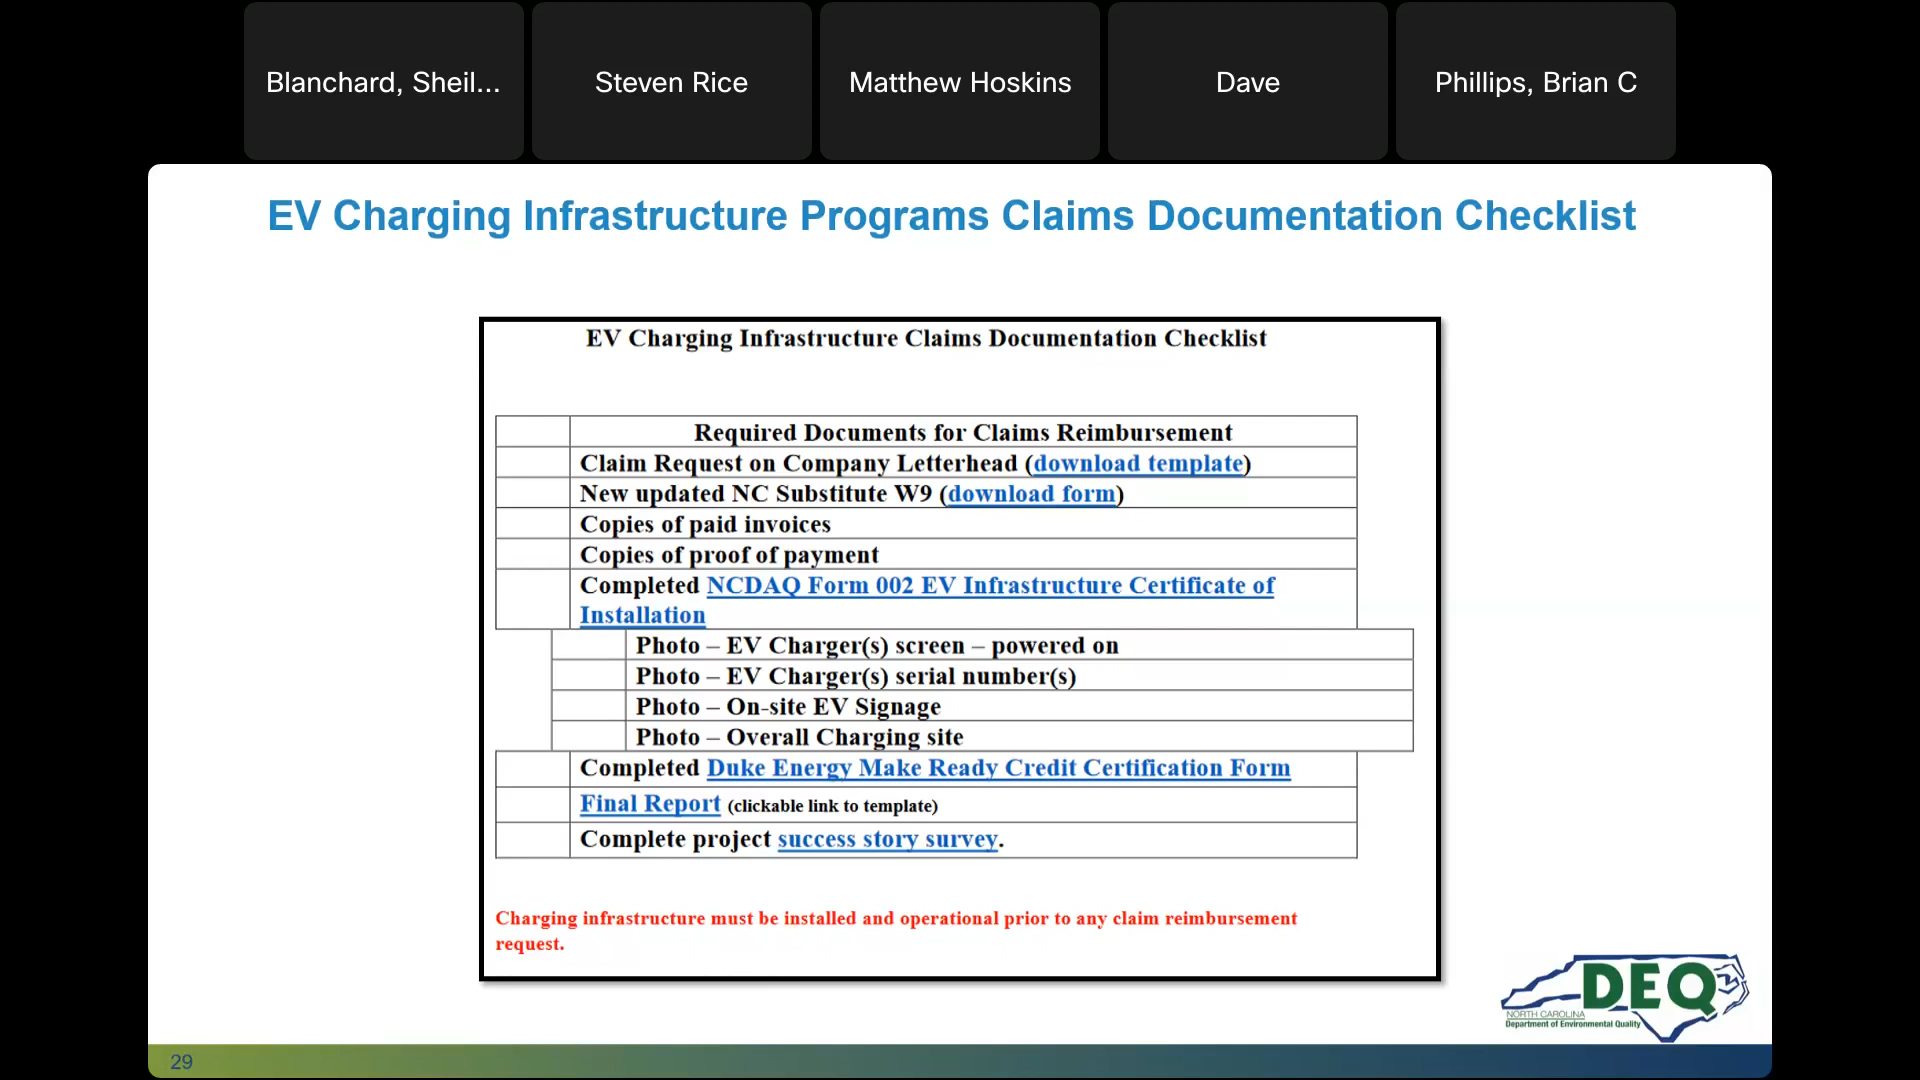 Blanchard, Sheil...
Steven Rice
Matthew Hoskins
Dave
Phillips, Brian C
EV Charging Infrastructure Programs Claims Documentation Checklist
EV Charging Infrastructure Claims Documentation Checklist
Required Documents for Claims Reimbursement
Claim Request on Company Letterhead (download template)
New updated NC Substitute W9 (download form)
Copies of paid invoices
Copies of proof of payment
Completed NCDAQ Form 002 EV Infrastructure Certificate of
Installation
Photo – EV Charger(s) screen – powered on
Photo – EV Charger(s) serial number(s)
Photo – On-site EV Signage
Photo – Overall Charging site
Completed Duke Energy Make Ready Credit Certification Form
Final Report (clickable link to template)
Complete project success story survey.
Charging infrastructure must be installed and operational prior to any claim reimbursement
request.
DEQ
NORTH CAROLINA
Department of Environmental Quality
29